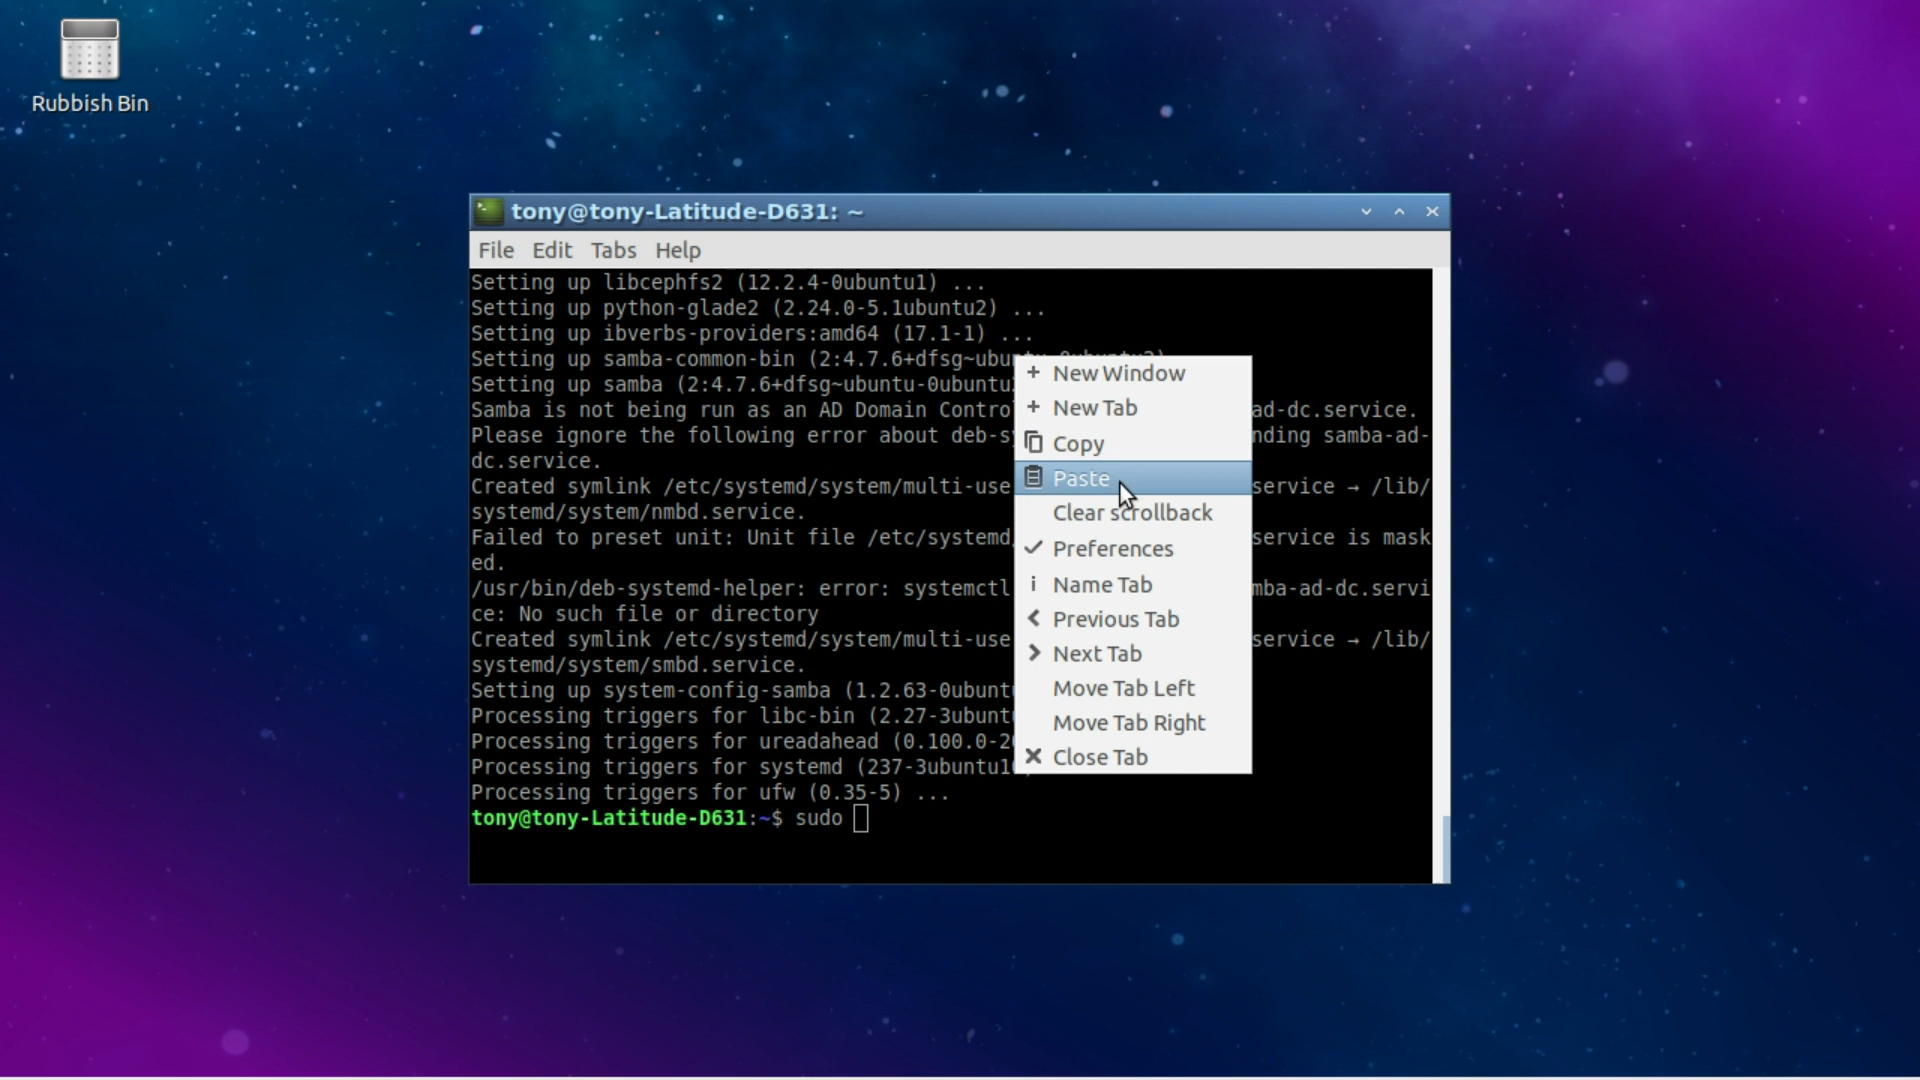 Rubbish Bin
tony@tony-Latitude-D631: ~
File Edit Tabs Help
Setting up libcephfs2 (12.2.4-0ubuntu1) ...
Setting up python-glade2 (2.24.0-5.1ubuntu2) ...
Setting up ibverbs-providers:amd64 (17.1-1) ...
Setting up samba-common-bin (2:4.7.6+dfsg~ubuntu-0ubuntu2)
Setting up samba (2:4.7.6+dfsg~ubuntu-0ubuntu
Samba is not being run as an AD Domain Contro ad-dc.service.
Please ignore the following error about deb-s nding samba-ad-
dc.service.
Created symlink /etc/systemd/system/multi-use service → /lib/
systemd/system/nmbd.service.
Failed to preset unit: Unit file /etc/systemd/ service is mask
ed.
/usr/bin/deb-systemd-helper: error: systemctl mba-ad-dc.servi
ce: No such file or directory
Created symlink /etc/systemd/system/multi-use service → /lib/
systemd/system/smbd.service.
Setting up system-config-samba (1.2.63-0ubunt
Processing triggers for libc-bin (2.27-3ubunt
Processing triggers for ureadahead (0.100.0-2
Processing triggers for systemd (237-3ubuntu1
Processing triggers for ufw (0.35-5) ...
tony@tony-Latitude-D631:~$ sudo
New Window
New Tab
Copy
Paste
Clear scrollback
Preferences
Name Tab
Previous Tab
Next Tab
Move Tab Left
Move Tab Right
Close Tab